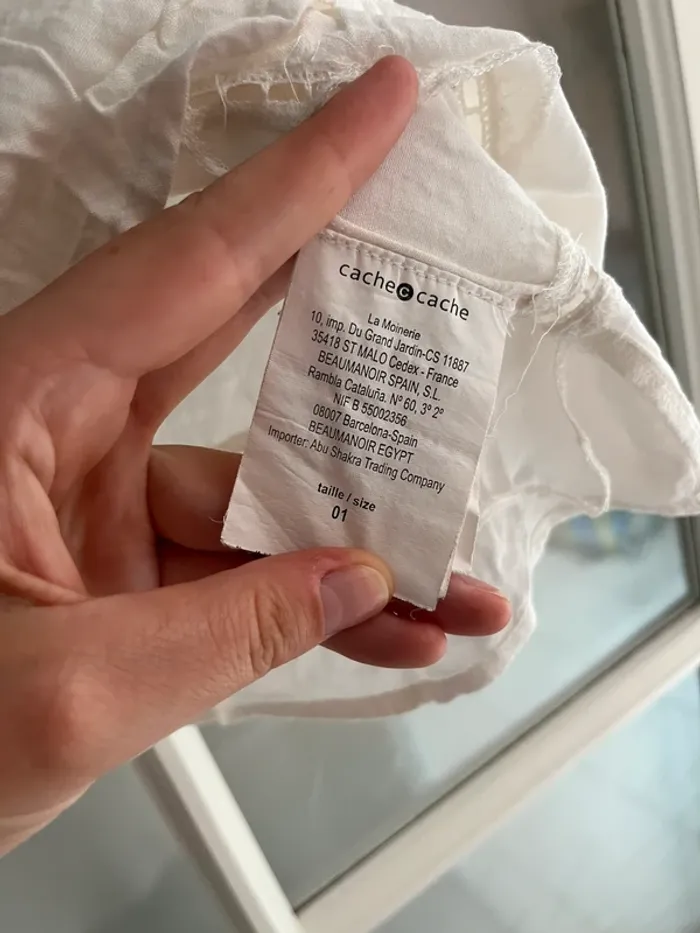 cache c cache
La Moinerie
10, imp. Du Grand Jardin-CS 11887
35418 ST MALO Cedex - France
BEAUMANOIR SPAIN, S.L.
Rambla Cataluña. Nº 60, 3º 2º
NIF B 55002356
08007 Barcelona-Spain
BEAUMANOIR EGYPT
Importer: Abu Shakra Trading Company
taille / size
01